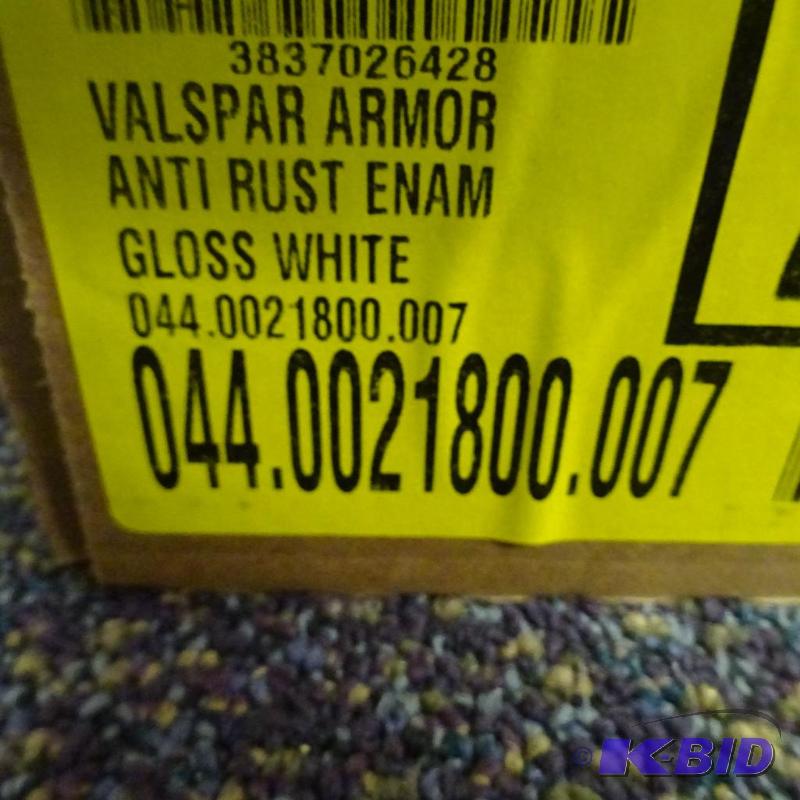 3837026428
VALSPAR ARMOR
ANTI RUST ENAM
GLOSS WHITE
044.0021800.007
044.0021800.007
© K-BID